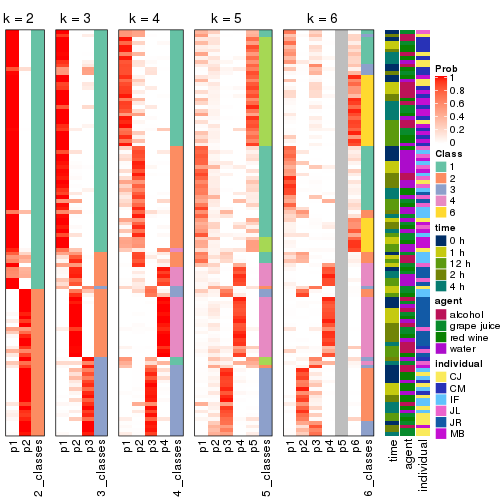 k = 2 k = 3 k = 4 k = 5 k = 6
Prob
1
0.8
0.6
0.4
0.2
0
Class
1
2
3
4
6
time
0 h
1 h
12 h
2 h
4 h
agent
alcohol
grape juice
red wine
water
individual
CJ
CM
IF
JL
JR
MB
p1 p2 2_classes p1 p2 p3 3_classes p1 p2 p3 p4 4_classes p1 p2 p3 p4 p5 5_classes p1 p2 p3 p4 p5 p6 6_classes time agent individual